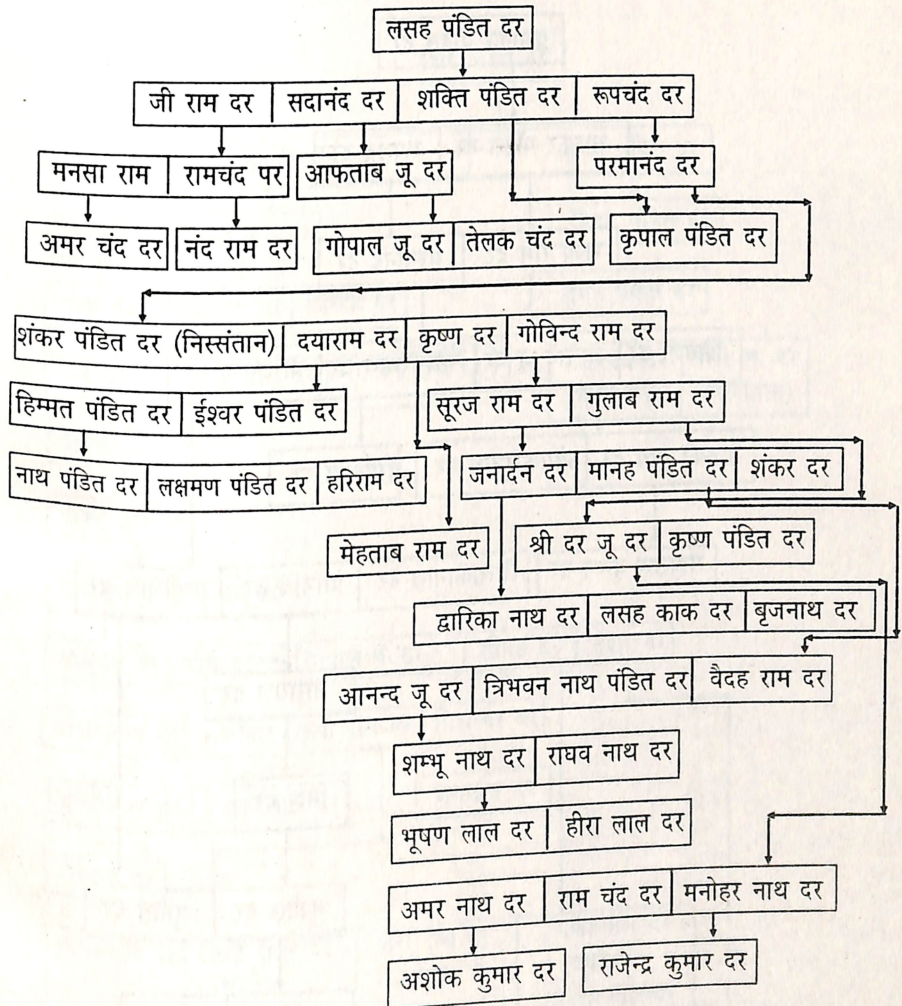 लसह पंडित दर
जी राम दर सदानंद दर शक्ति पंडित दर रूपचंद दर
मनसा राम रामचंद पर आफताब जू दर परमानंद दर
अमर चंद दर नंद राम दर गोपाल जू दर तेलक चंद दर कृपाल पंडित दर
शंकर पंडित दर (निस्संतान) दयाराम दर कृष्ण दर गोविन्द राम दर
हिम्मत पंडित दर ईश्वर पंडित दर सूरज राम दर गुलाब राम दर
नाथ पंडित दर लक्षमण पंडित दर हरिराम दर जनार्दन दर मानह पंडित दर शंकर दर
मेहताब राम दर श्री दर जू दर कृष्ण पंडित दर
द्वारिका नाथ दर लसह काक दर बृजनाथ दर
आनन्द जू दर त्रिभवन नाथ पंडित दर वैदह राम दर
शम्भू नाथ दर राघव नाथ दर
भूषण लाल दर हीरा लाल दर
अमर नाथ दर राम चंद दर मनोहर नाथ दर
अशोक कुमार दर राजेन्द्र कुमार दर